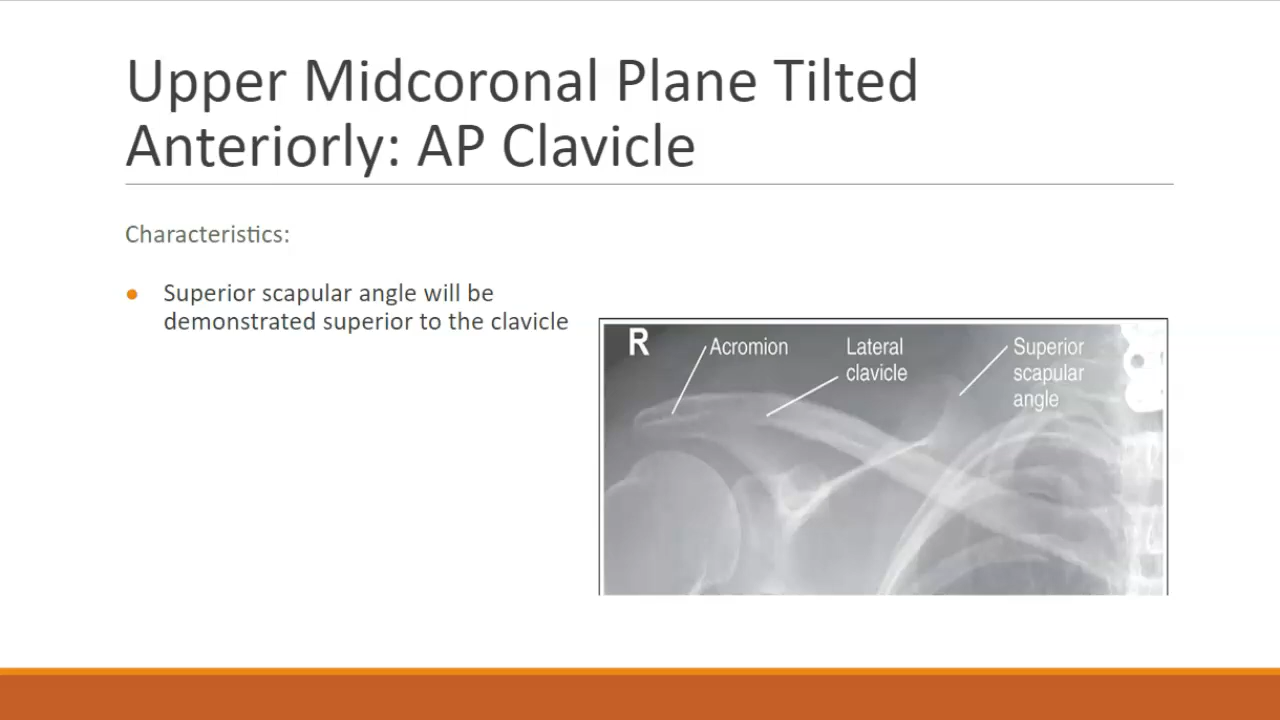 Upper Midcoronal Plane Tilted
Anteriorly: AP Clavicle
Characteristics:
Superior scapular angle will be
demonstrated superior to the clavicle
R
Acromion
Lateral
clavicle
Superior
scapular
angle